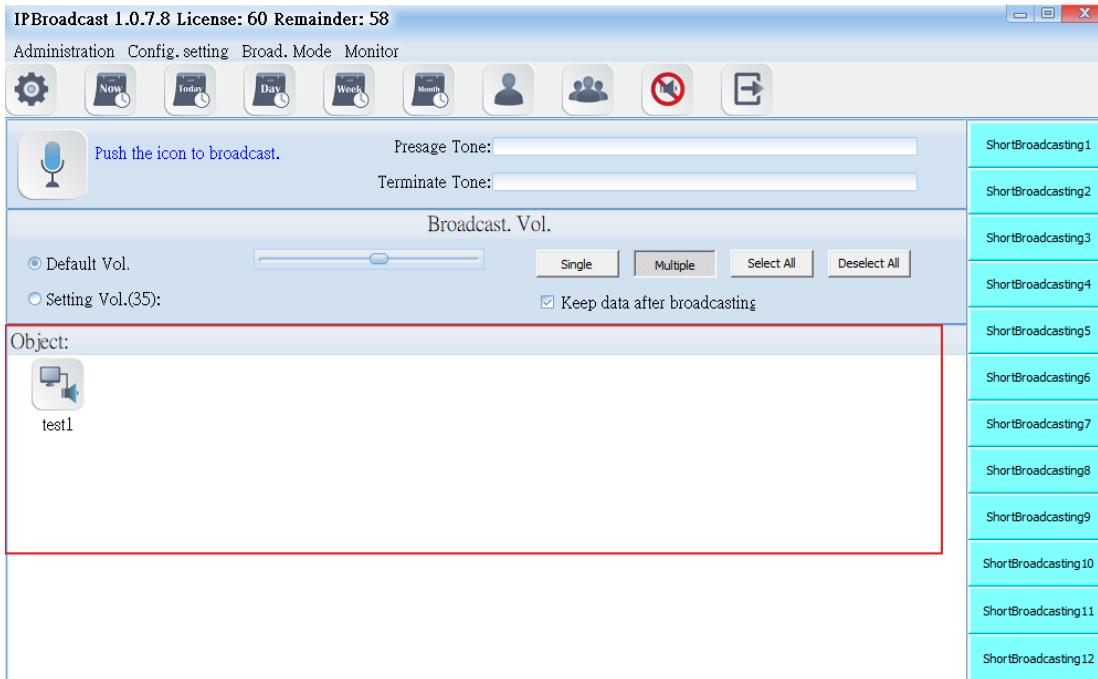 IPBroadcast 1.0.7.8 License: 60 Remainder: 58
Administration Config. setting Broad. Mode Monitor
Now Today Day Week Month
Push the icon to broadcast.
Presage Tone:
Terminate Tone:
Broadcast. Vol.
Default Vol.
Single Multiple Select All Deselect All
Setting Vol.(35):
Keep data after broadcasting
Object:
test1
ShortBroadcasting1
ShortBroadcasting2
ShortBroadcasting3
ShortBroadcasting4
ShortBroadcasting5
ShortBroadcasting6
ShortBroadcasting7
ShortBroadcasting8
ShortBroadcasting9
ShortBroadcasting10
ShortBroadcasting11
ShortBroadcasting12